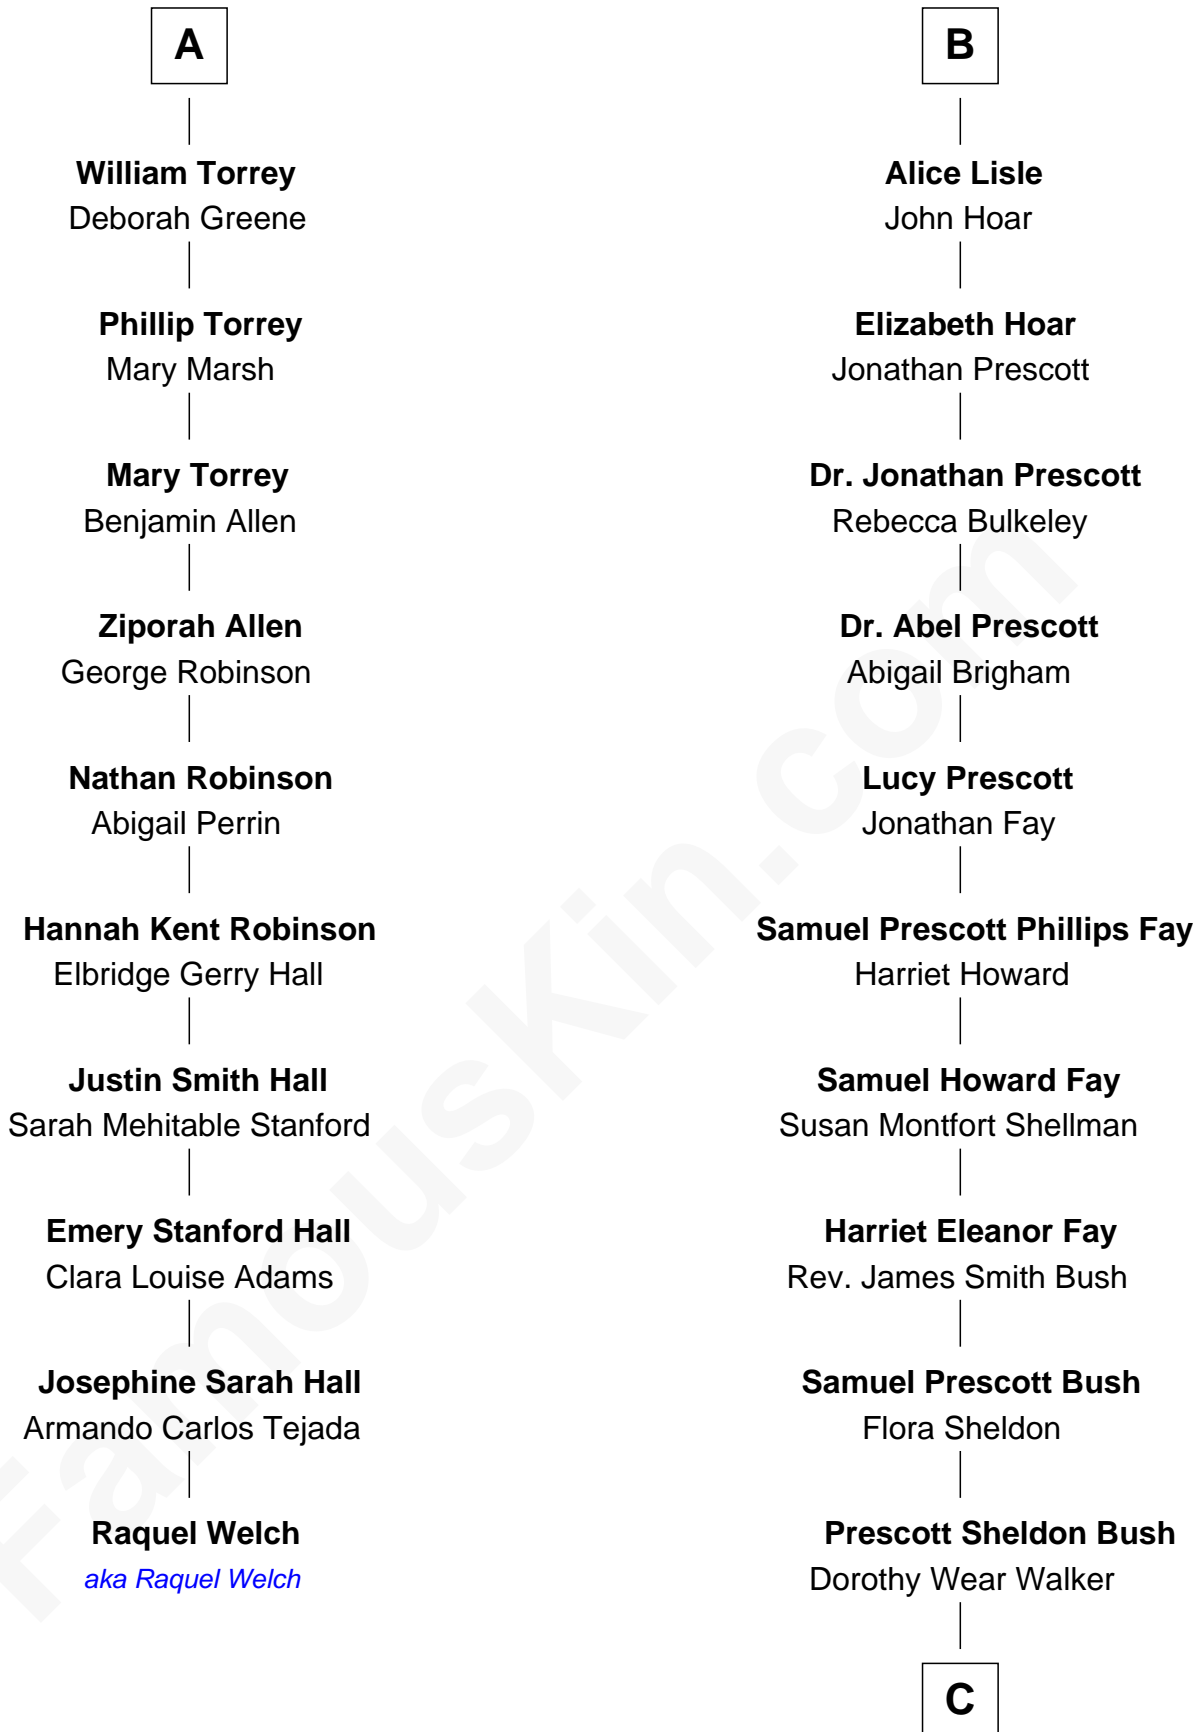 A
William Torrey
Deborah Greene
Phillip Torrey
Mary Marsh
Mary Torrey
Benjamin Allen
Ziporah Allen
George Robinson
Nathan Robinson
Abigail Perrin
Hannah Kent Robinson
Elbridge Gerry Hall
Justin Smith Hall
Sarah Mehitable Stanford
Emery Stanford Hall
Clara Louise Adams
Josephine Sarah Hall
Armando Carlos Tejada
Raquel Welch
aka Raquel Welch
B
Alice Lisle
John Hoar
Elizabeth Hoar
Jonathan Prescott
Dr. Jonathan Prescott
Rebecca Bulkeley
Dr. Abel Prescott
Abigail Brigham
Lucy Prescott
Jonathan Fay
Samuel Prescott Phillips Fay
Harriet Howard
Samuel Howard Fay
Susan Montfort Shellman
Harriet Eleanor Fay
Rev. James Smith Bush
Samuel Prescott Bush
Flora Sheldon
Prescott Sheldon Bush
Dorothy Wear Walker
C
FamousKin.com